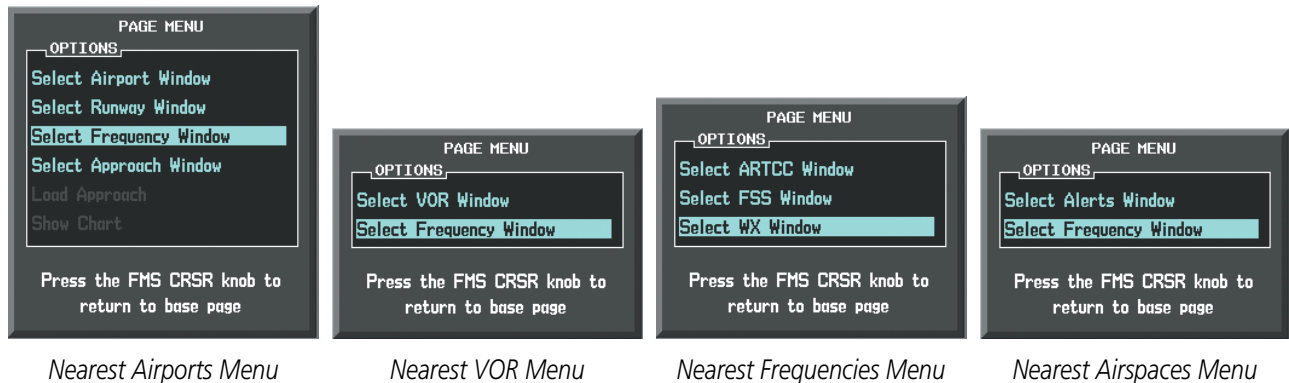 PAGE MENU
OPTIONS
Select Airport Window
Select Runway Window
Select Frequency Window
Select Approach Window
Load Approach
Show Chart
Press the FMS CRSR knob to
return to base page
Nearest Airports Menu
PAGE MENU
OPTIONS
Select VOR Window
Select Frequency Window
Press the FMS CRSR knob to
return to base page
Nearest VOR Menu
PAGE MENU
OPTIONS
Select ARTCC Window
Select FSS Window
Select WX Window
Press the FMS CRSR knob to
return to base page
Nearest Frequencies Menu
PAGE MENU
OPTIONS
Select Alerts Window
Select Frequency Window
Press the FMS CRSR knob to
return to base page
Nearest Airspaces Menu